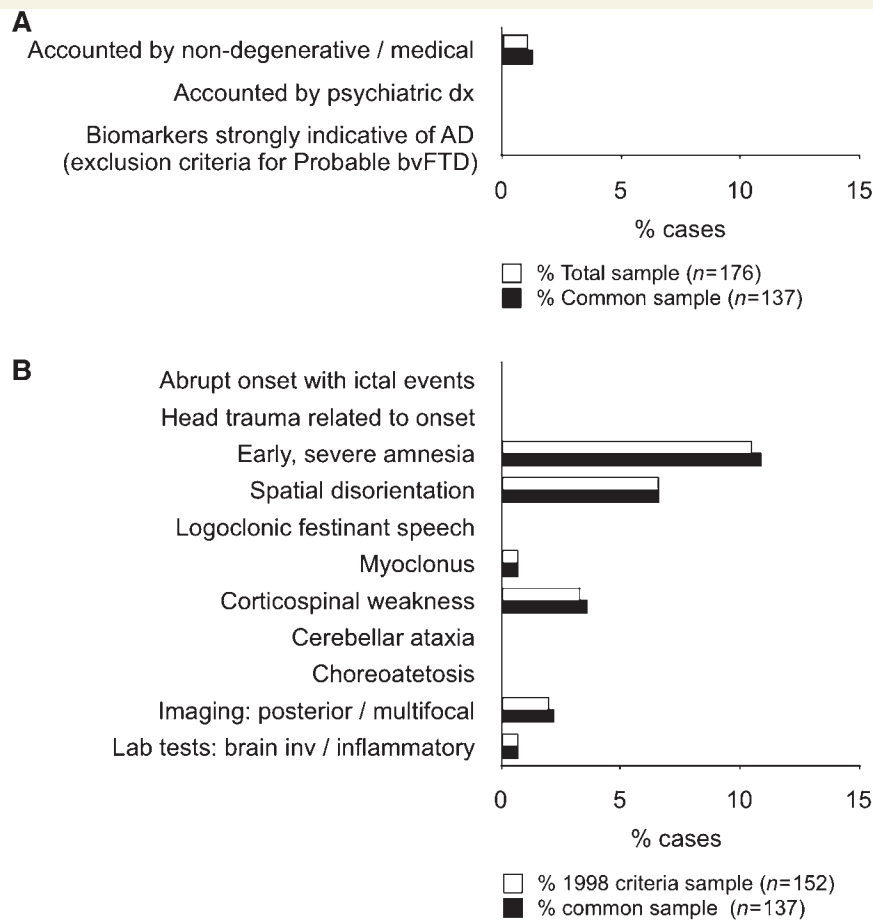 A
Accounted by non-degenerative / medical
Accounted by psychiatric dx
Biomarkers strongly indicative of AD
(exclusion criteria for Probable bvFTD)
0 5 10 15
% cases
% Total sample (n=176)
% Common sample (n=137)
B
Abrupt onset with ictal events
Head trauma related to onset
Early, severe amnesia
Spatial disorientation
Logoclonic festinant speech
Myoclonus
Corticospinal weakness
Cerebellar ataxia
Choreoatetosis
Imaging: posterior / multifocal
Lab tests: brain inv / inflammatory
0 5 10 15
% cases
% 1998 criteria sample (n=152)
% common sample (n=137)